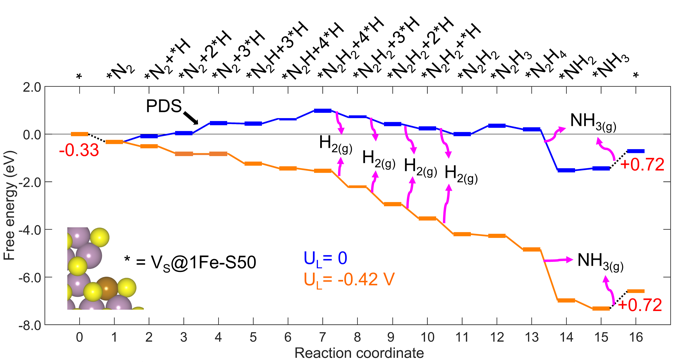 * *N₂ *N₂+*H *N₂+2*H *N₂+3*H *N₂H+3*H *N₂H+4*H *N₂H₂+4*H *N₂H₂+3*H *N₂H₂+2*H *N₂H₂+*H *N₂H₂ *N₂H₃ *N₂H₄ *NH₂ *NH₃ *
2.0
PDS
NH₃(g)
0.0
-0.33
H₂(g) H₂(g) H₂(g) H₂(g)
+0.72
-2.0
Free energy (eV)
-4.0
* = Vₛ@1Fe-S50
U_L= 0
U_L= -0.42 V
NH₃(g)
-6.0
+0.72
-8.0
0 1 2 3 4 5 6 7 8 9 10 11 12 13 14 15 16
Reaction coordinate